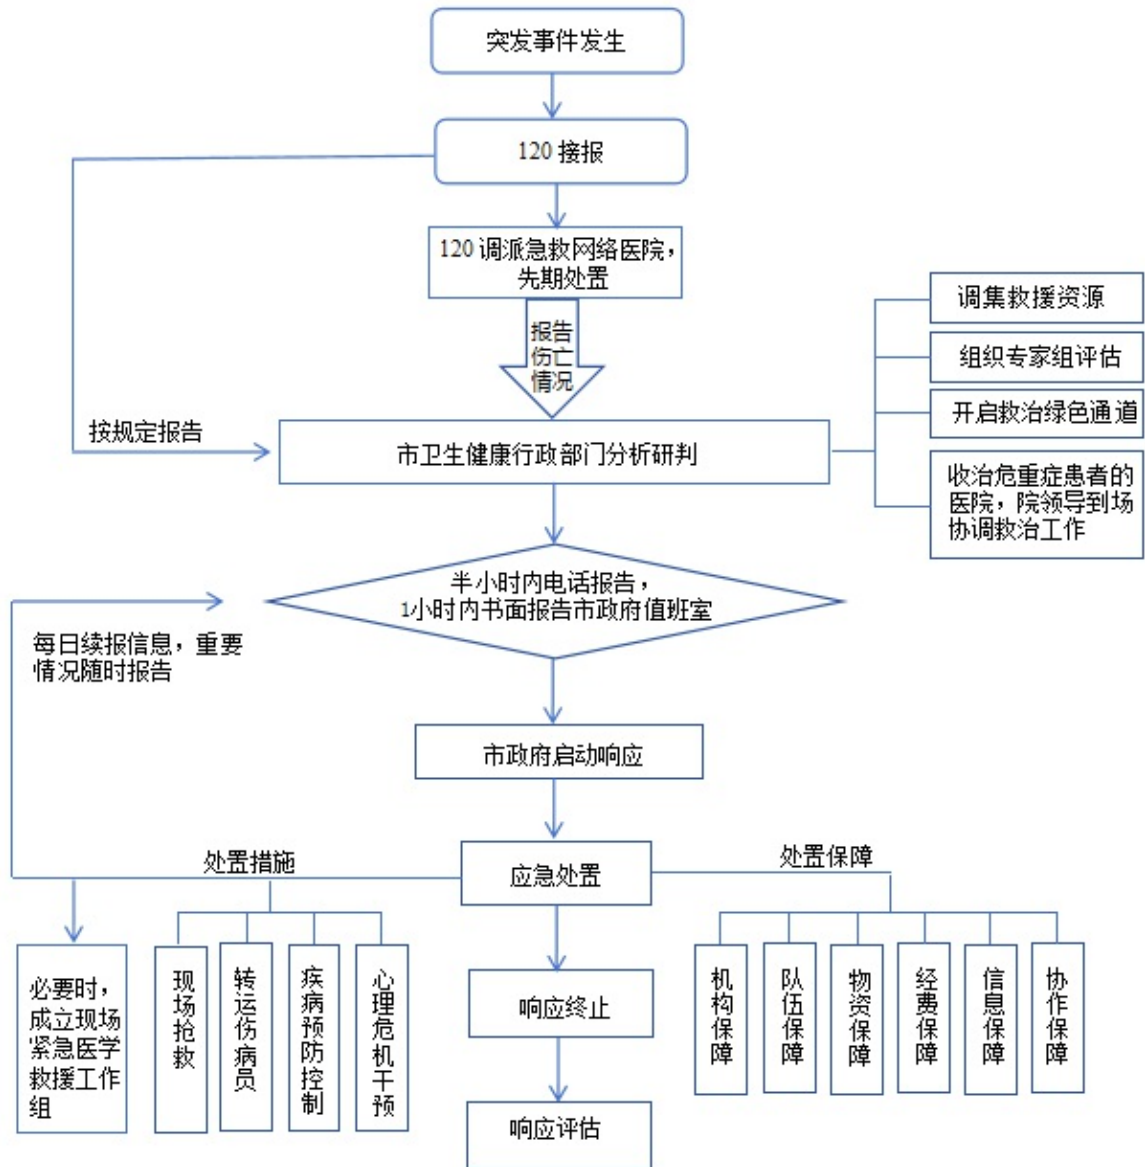 突发事件发生
120 接报
120 调派急救网络医院，
先期处置
报告
伤亡
情况
按规定报告
市卫生健康行政部门分析研判
调集救援资源
组织专家组评估
开启救治绿色通道
收治危重症患者的
医院，院领导到场
协调救治工作
半小时内电话报告，
1小时内书面报告市政府值班室
每日续报信息，重要
情况随时报告
市政府启动响应
应急处置
处置措施
处置保障
必要时，
成立现场
紧急医学
救援工作
组
现场抢救
转运伤病员
疾病预防控制
心理危机干预
机构保障
队伍保障
物资保障
经费保障
信息保障
协作保障
响应终止
响应评估